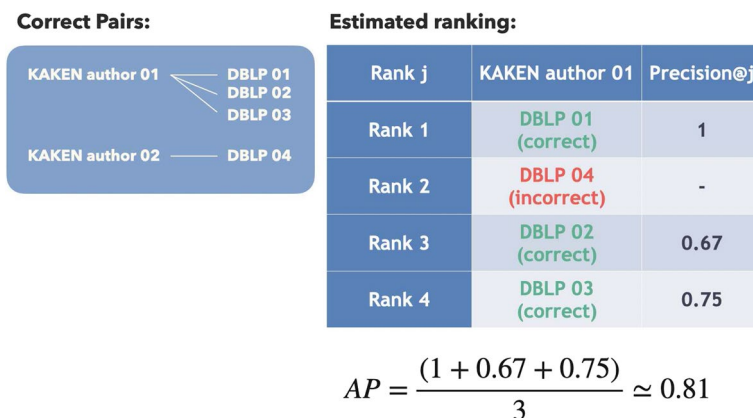 Correct Pairs:
KAKEN author 01
DBLP 01
DBLP 02
DBLP 03
KAKEN author 02
DBLP 04
Estimated ranking:
Rank j KAKEN author 01 Precision@j
Rank 1 DBLP 01 (correct) 1
Rank 2 DBLP 04 (incorrect) -
Rank 3 DBLP 02 (correct) 0.67
Rank 4 DBLP 03 (correct) 0.75
AP = (1 + 0.67 + 0.75) / 3 ≃ 0.81